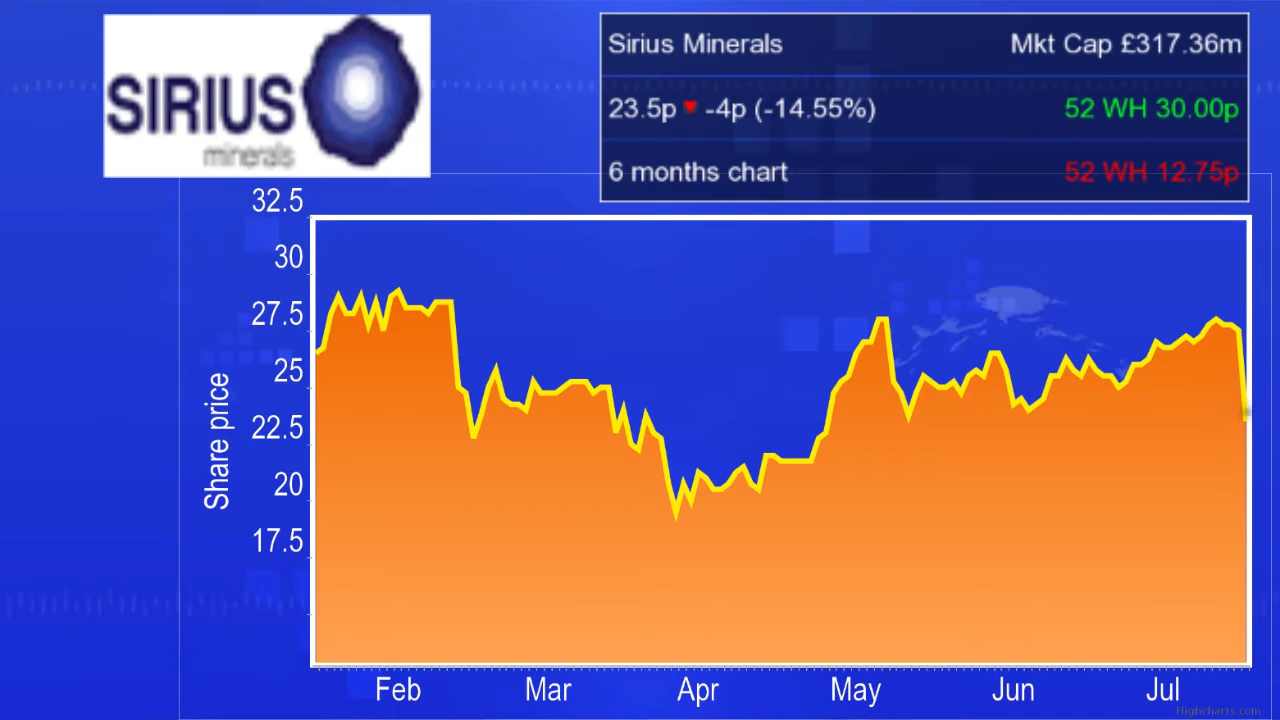 SIRIUS
minerals
Sirius Minerals Mkt Cap £317.36m
23.5p -4p (-14.55%) 52 WH 30.00p
6 months chart 52 WH 12.75p
32.5
30
27.5
25
22.5
20
17.5
Share price
Feb Mar Apr May Jun Jul
Highcharts.com